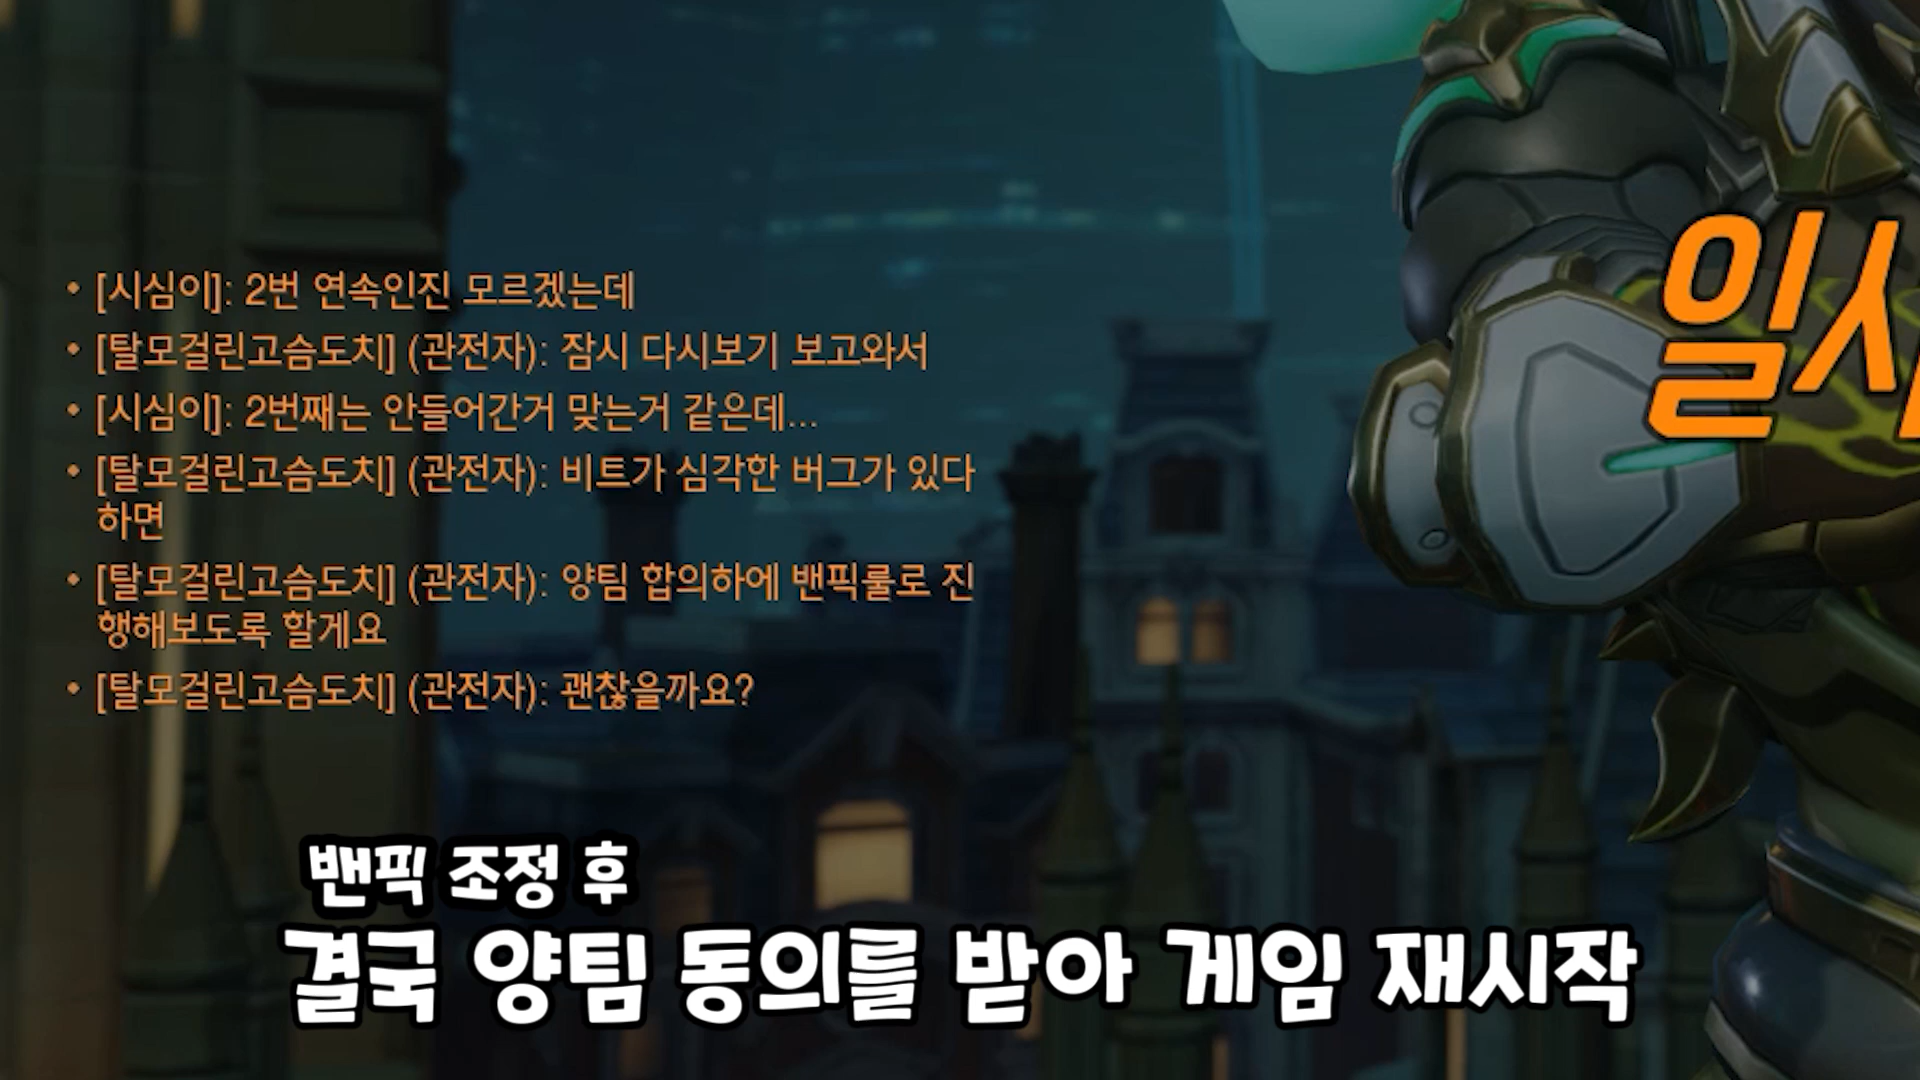 • [시심이]: 2번 연속인진 모르겠는데
• [탈모걸린고슴도치] (관전자): 잠시 다시보기 보고와서
• [시심이]: 2번째는 안들어간거 맞는거 같은데...
• [탈모걸린고슴도치] (관전자): 비트가 심각한 버그가 있다
하면
• [탈모걸린고슴도치] (관전자): 양팀 합의하에 밴픽룰로 진
행해보도록 할게요
• [탈모걸린고슴도치] (관전자): 괜찮을까요?
일시
밴픽 조정 후
결국 양팀 동의를 받아 게임 재시작